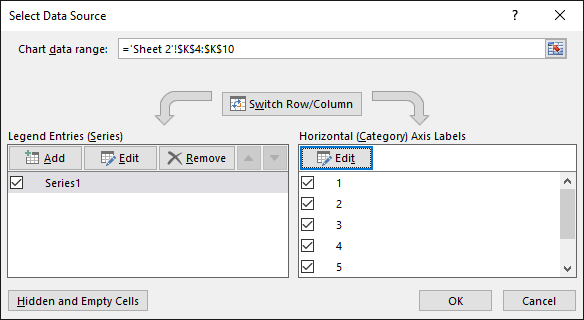 Select Data Source
? ×
Chart data range: =`Sheet 2'!$K$4:$K$10
Switch Row/Column
Legend Entries (Series)
Add Edit Remove
Series1
Horizontal (Category) Axis Labels
Edit
1
2
3
4
5
Hidden and Empty Cells
OK Cancel